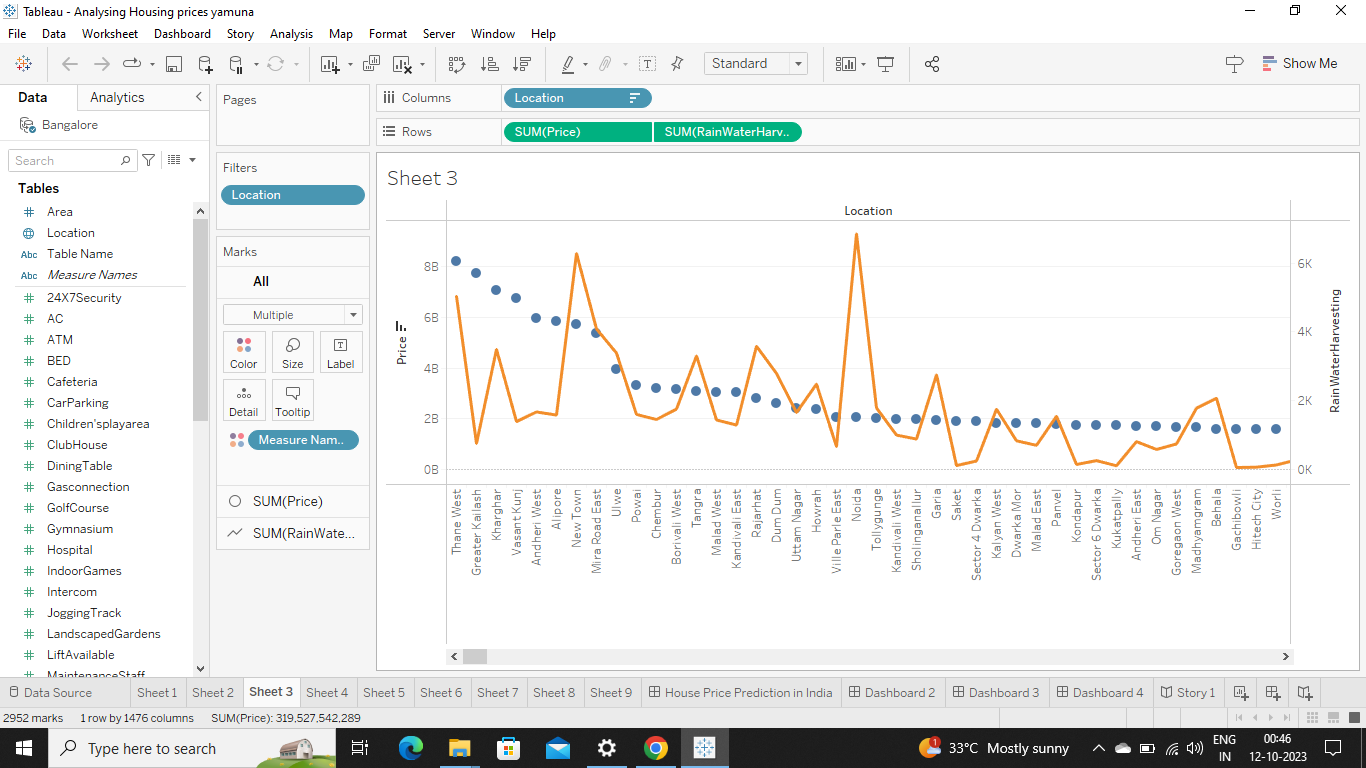 Tableau - Analysing Housing prices yamuna
File Data Worksheet Dashboard Story Analysis Map Format Server Window Help
Standard
Show Me
Data Analytics
Bangalore
Search
Tables
Area
Location
Abc Table Name
Abc Measure Names
24X7Security
AC
ATM
BED
Cafeteria
CarParking
Children'splayarea
ClubHouse
DiningTable
Gasconnection
GolfCourse
Gymnasium
Hospital
IndoorGames
Intercom
JoggingTrack
LandscapedGardens
LiftAvailable
MaintenanceStaff
Pages
Filters
Location
Marks
All
Multiple
Color Size Label
Detail Tooltip
Measure Nam..
SUM(Price)
SUM(RainWate...
Columns Location
Rows SUM(Price) SUM(RainWaterHarv..
Sheet 3
Location
8B
6B
4B
2B
0B
Price
6K
4K
2K
0K
RainWaterHarvesting
Thane West
Greater Kailash
Kharghar
Vasant Kunj
Andheri West
Alipore
New Town
Mira Road East
Ulwe
Powai
Chembur
Borivali West
Tangra
Malad West
Kandivali East
Rajarhat
Dum Dum
Uttam Nagar
Howrah
Ville Parle East
Noida
Tollygunge
Kandivali West
Sholinganallur
Garia
Saket
Sector 4 Dwarka
Kalyan West
Dwarka Mor
Malad East
Panvel
Kondapur
Sector 6 Dwarka
Kukatpally
Andheri East
Om Nagar
Goregaon West
Madhyamgram
Behala
Gachibowli
Hitech City
Worli
Data Source Sheet 1 Sheet 2 Sheet 3 Sheet 4 Sheet 5 Sheet 6 Sheet 7 Sheet 8 Sheet 9 House Price Prediction in India Dashboard 2 Dashboard 3 Dashboard 4 Story 1
2952 marks 1 row by 1476 columns SUM(Price): 319,527,542,289
Type here to search
1
33°C Mostly sunny
ENG
IN
00:46
12-10-2023